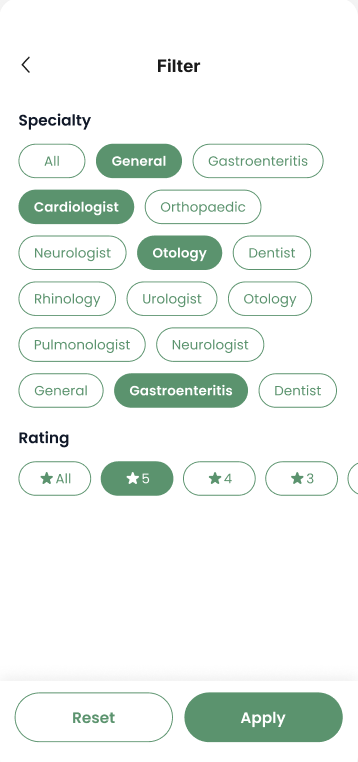 Filter
Specialty
All General Gastroenteritis
Cardiologist Orthopaedic
Neurologist Otology Dentist
Rhinology Urologist Otology
Pulmonologist Neurologist
General Gastroenteritis Dentist
Rating
All 5 4 3
Reset Apply